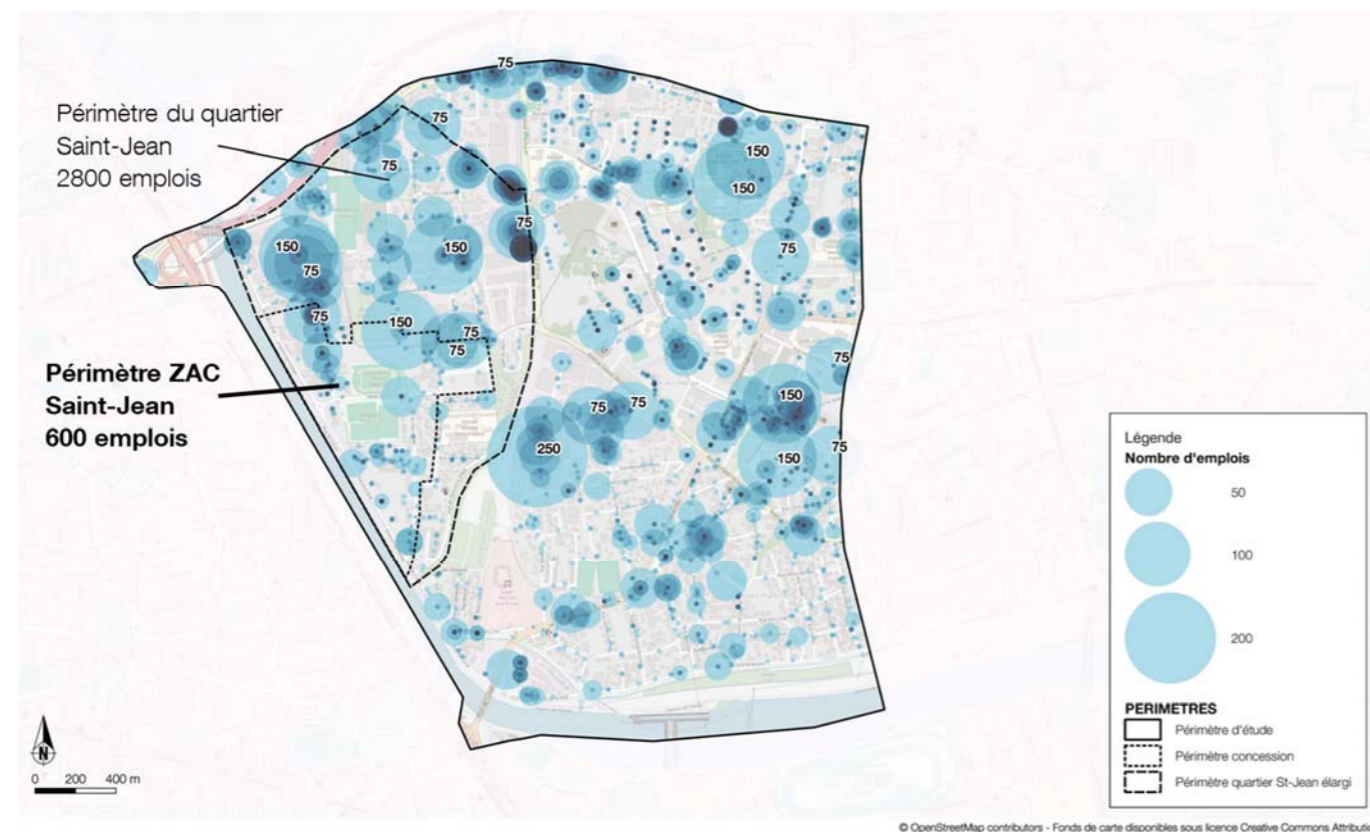 Périmètre du quartier
Saint-Jean
2800 emplois
Périmètre ZAC
Saint-Jean
600 emplois
75
75
75
150
150
75
150
150
75
75
75
75
150
75
75
75
150
75
75
250
150
75
N
0 200 400 m
Légende
Nombre d'emplois
50
100
200
PERIMETRES
Périmètre d'étude
Périmètre concession
Périmètre quartier St-Jean élargi
© OpenStreetMap contributors - Fonds de carte disponibles sous licence Creative Commons Attribut